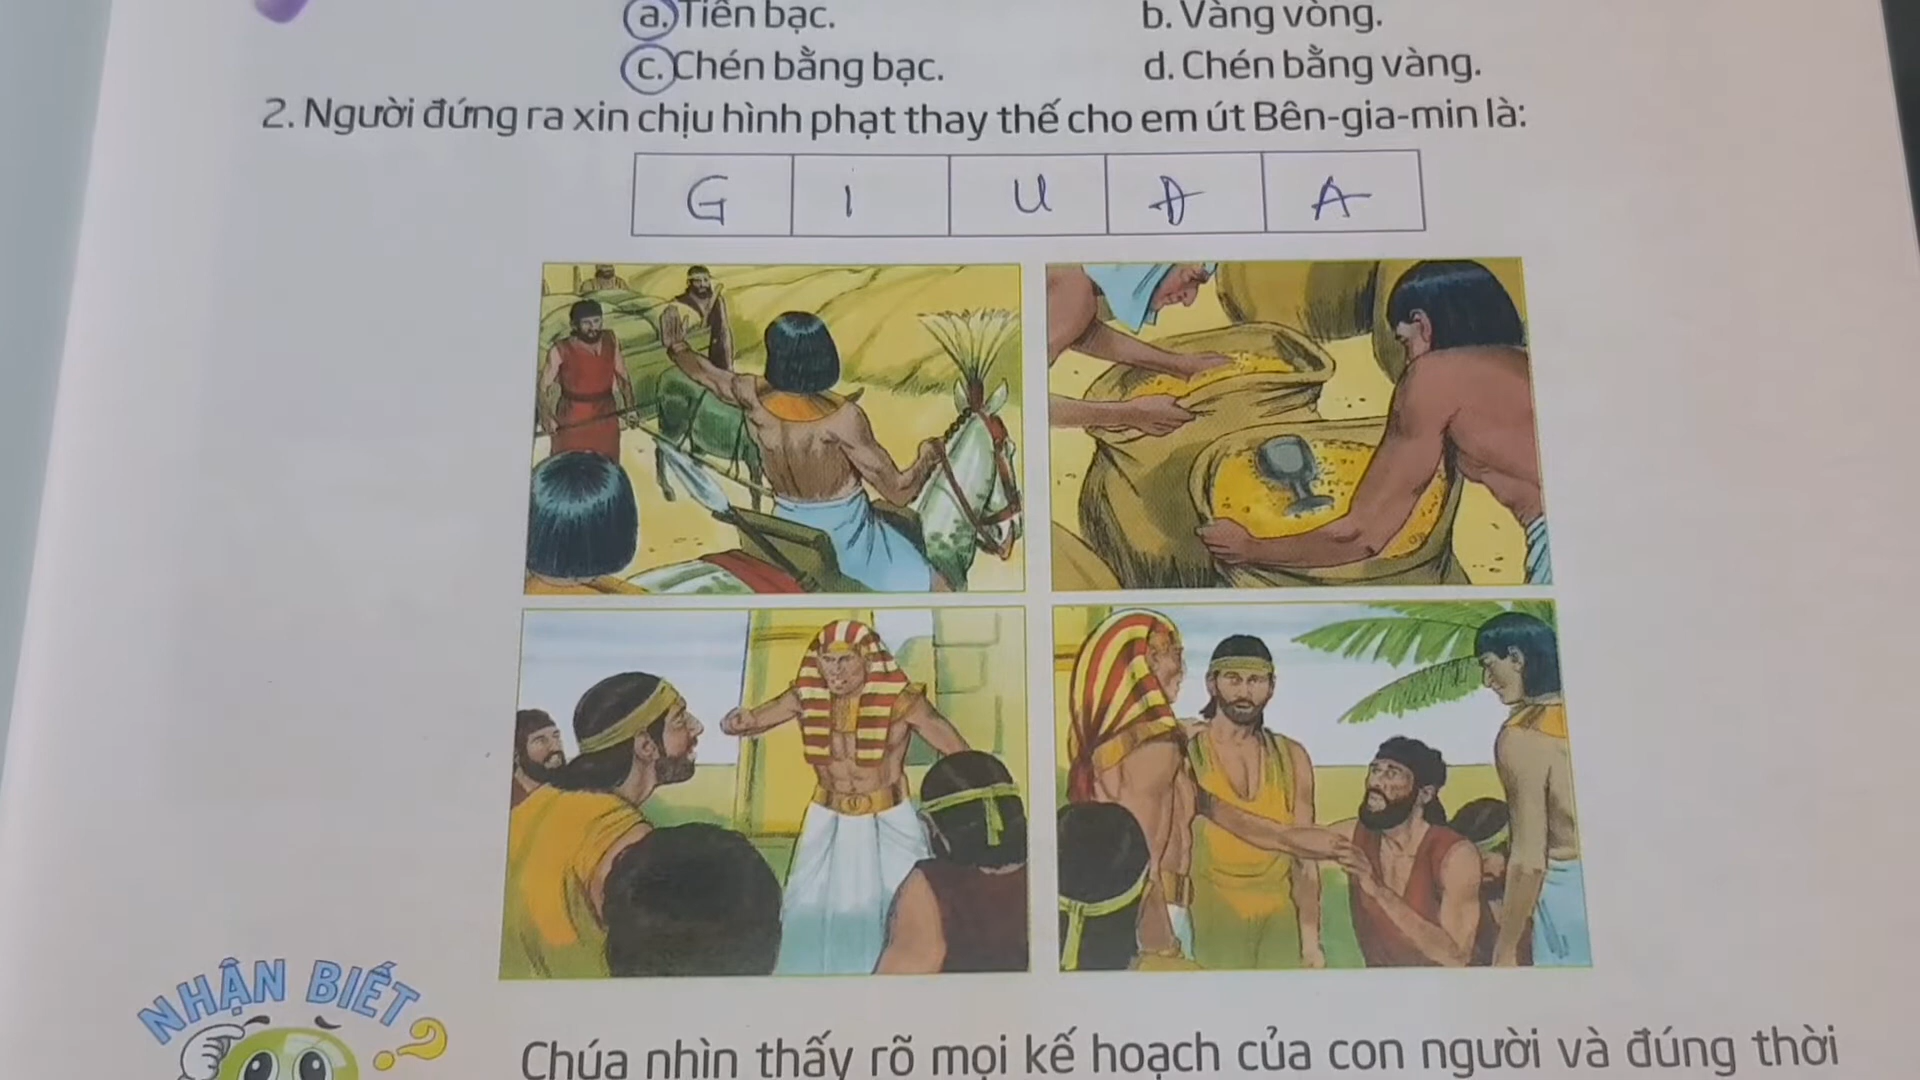 a. Tiền bạc. b. Vàng vòng.
c. Chén bằng bạc. d. Chén bằng vàng.
2. Người đứng ra xin chịu hình phạt thay thế cho em út Bên-gia-min là:
G I U Đ A
NHẬN BIẾT ?
Chúa nhìn thấy rõ mọi kế hoạch của con người và đúng thời